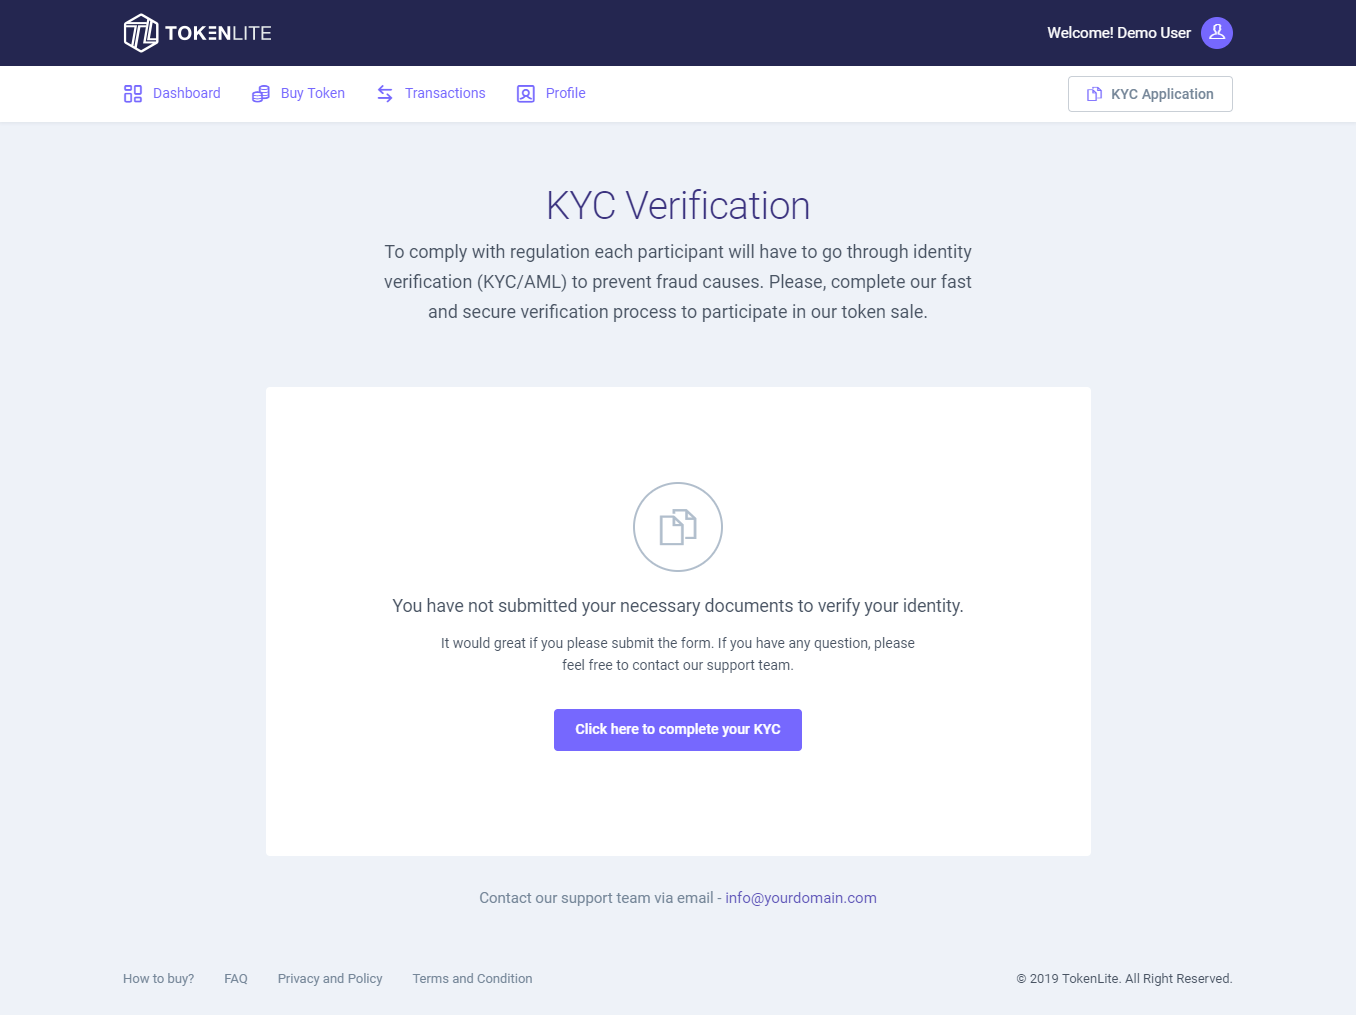 TOKENLITE
Welcome! Demo User
Dashboard
Buy Token
Transactions
Profile
KYC Application
KYC Verification
To comply with regulation each participant will have to go through identity
verification (KYC/AML) to prevent fraud causes. Please, complete our fast
and secure verification process to participate in our token sale.
You have not submitted your necessary documents to verify your identity.
It would great if you please submit the form. If you have any question, please
feel free to contact our support team.
Click here to complete your KYC
Contact our support team via email - info@yourdomain.com
How to buy?
FAQ
Privacy and Policy
Terms and Condition
© 2019 TokenLite. All Right Reserved.